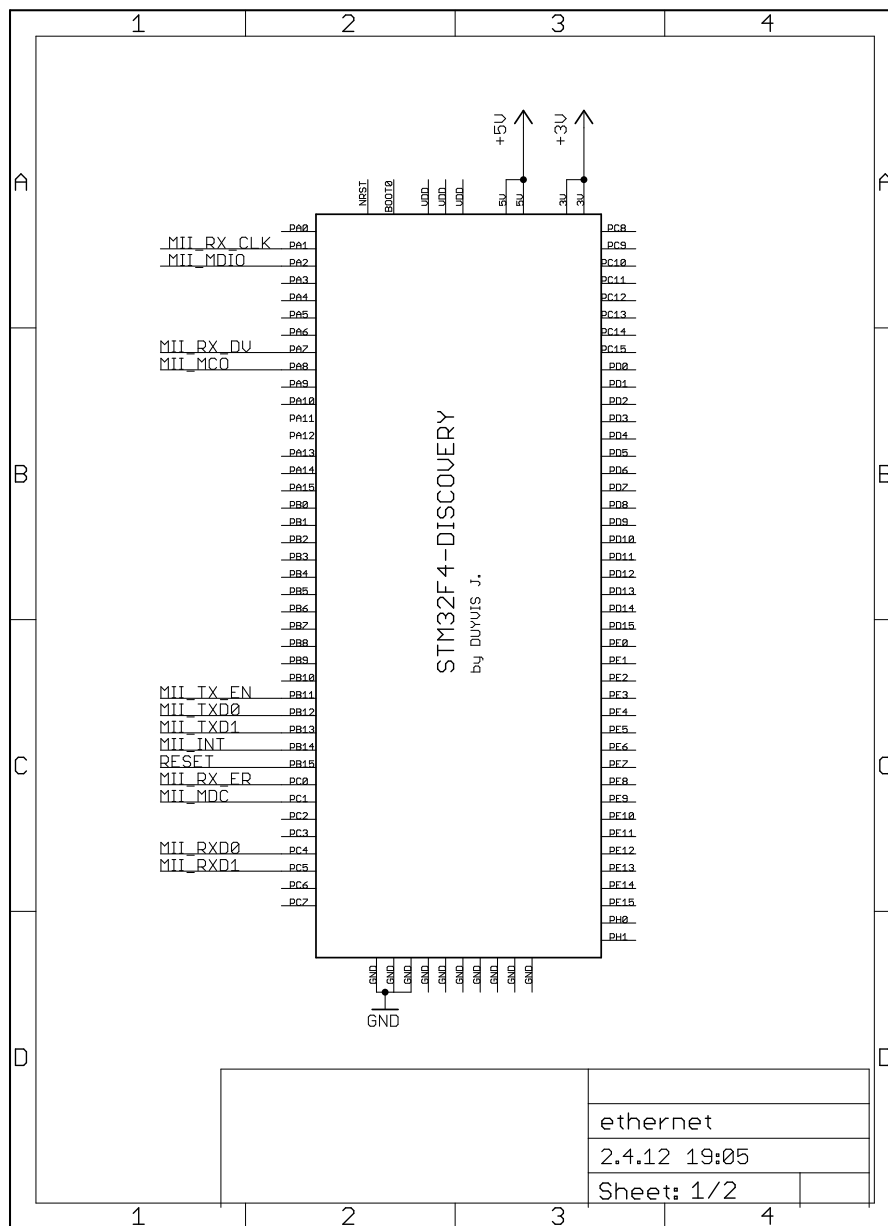 1 2 3 4
+5V +3V
A A
NRST BOOT0 VDD VDD VDD 5V 5V 3V 3V
PA0 PC8
MII_RX_CLK PA1 PC9
MII_MDIO PA2 PC10
PA3 PC11
PA4 PC12
PA5 PC13
PA6 PC14
MII_RX_DV PA7 PC15
MII_MCO PA8 PD0
PA9 PD1
PA10 PD2
PA11 PD3
PA12 PD4
PA13 PD5
B PA14 PD6 B
PA15 PD7
PB0 PD8
PB1 PD9
PB2 PD10
PB3 PD11
PB4 PD12
PB5 PD13
PB6 PD14
PB7 PD15
PB8 PE0
PB9 PE1
PB10 PE2
MII_TX_EN PB11 PE3
MII_TXD0 PB12 PE4
MII_TXD1 PB13 PE5
MII_INT PB14 PE6
C RESET PB15 PE7 C
MII_RX_ER PC0 PE8
MII_MDC PC1 PE9
PC2 PE10
PC3 PE11
MII_RXD0 PC4 PE12
MII_RXD1 PC5 PE13
PC6 PE14
PC7 PE15
PH0
PH1
STM32F4-DISCOVERY
by DUYVIS J.
GND GND GND GND GND GND GND GND GND GND
GND
D D
ethernet
2.4.12 19:05
Sheet: 1/2
1 2 3 4